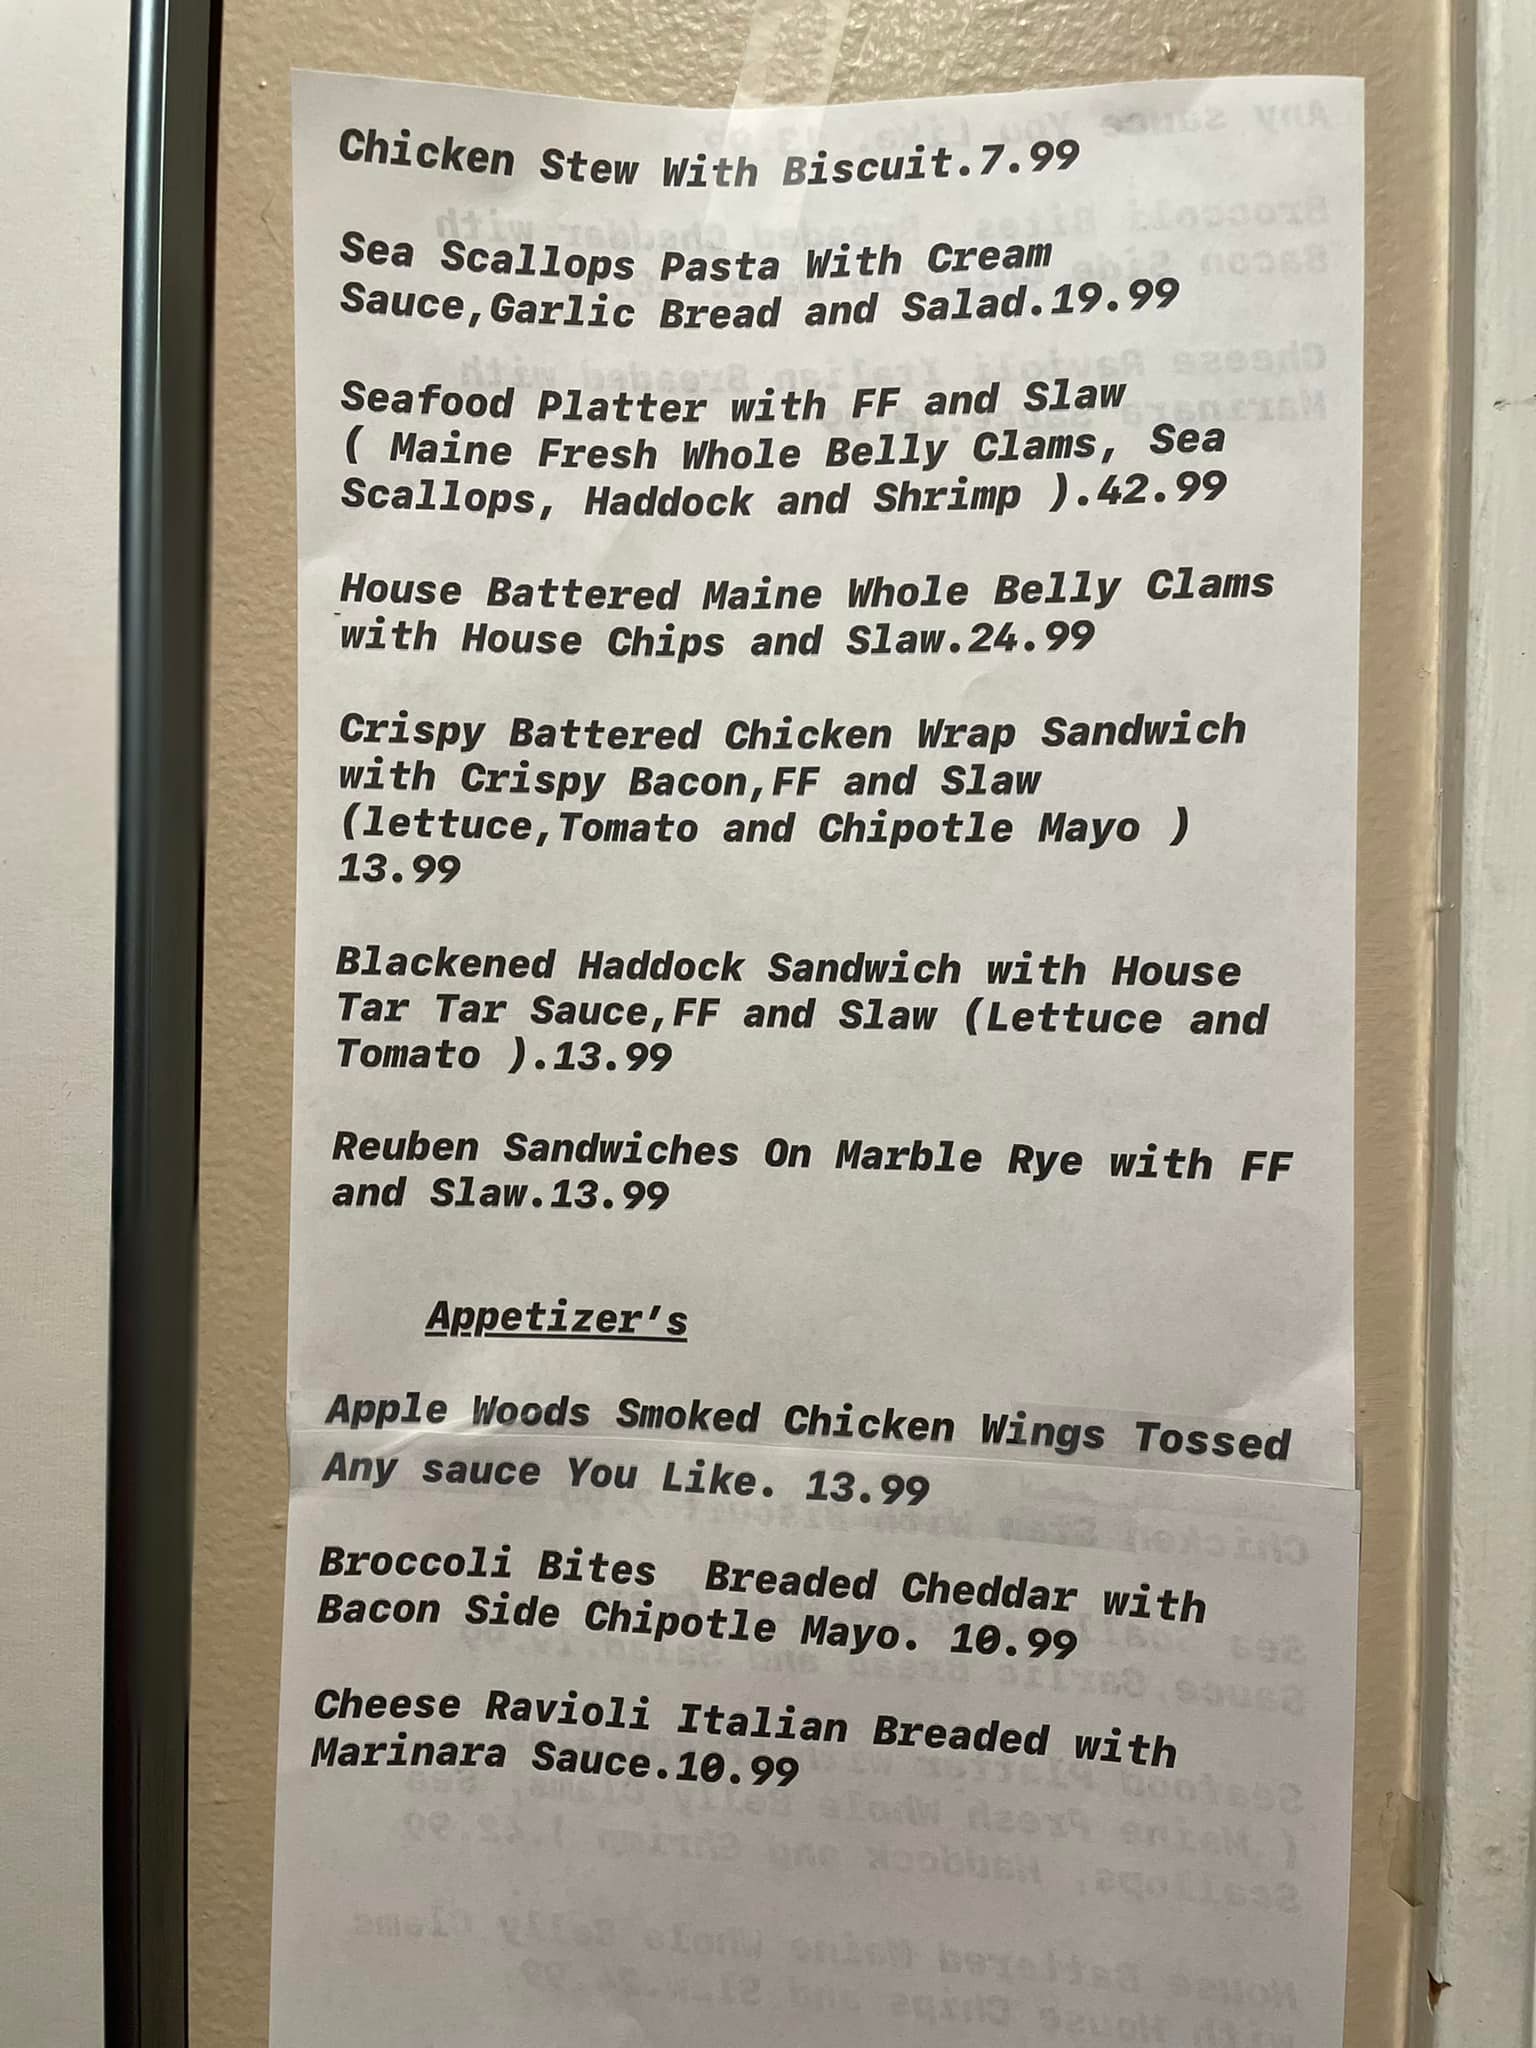 Chicken Stew With Biscuit.7.99
Sea Scallops Pasta With Cream
Sauce,Garlic Bread and Salad.19.99
Seafood Platter with FF and Slaw
( Maine Fresh Whole Belly Clams, Sea
Scallops, Haddock and Shrimp ).42.99
House Battered Maine Whole Belly Clams
with House Chips and Slaw.24.99
Crispy Battered Chicken Wrap Sandwich
with Crispy Bacon,FF and Slaw
(lettuce,Tomato and Chipotle Mayo )
13.99
Blackened Haddock Sandwich with House
Tar Tar Sauce,FF and Slaw (Lettuce and
Tomato ).13.99
Reuben Sandwiches On Marble Rye with FF
and Slaw.13.99
Appetizer’s
Apple Woods Smoked Chicken Wings Tossed
Any sauce You Like. 13.99
Broccoli Bites  Breaded Cheddar with
Bacon Side Chipotle Mayo. 10.99
Cheese Ravioli Italian Breaded with
Marinara Sauce.10.99